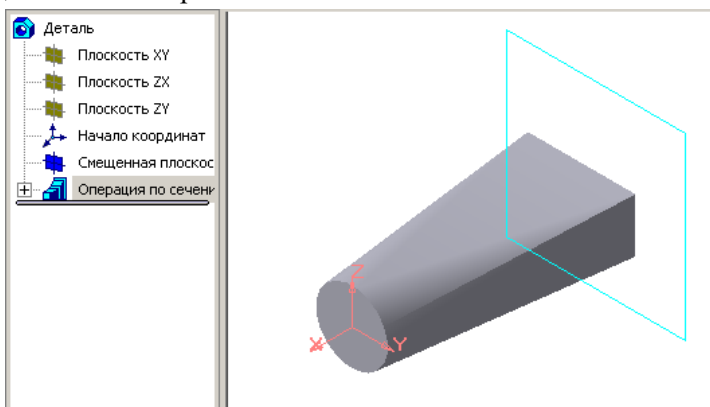 Деталь
Плоскость XY
Плоскость ZX
Плоскость ZY
Начало координат
Смещенная плоскос
Операция по сечени
Z
X
Y